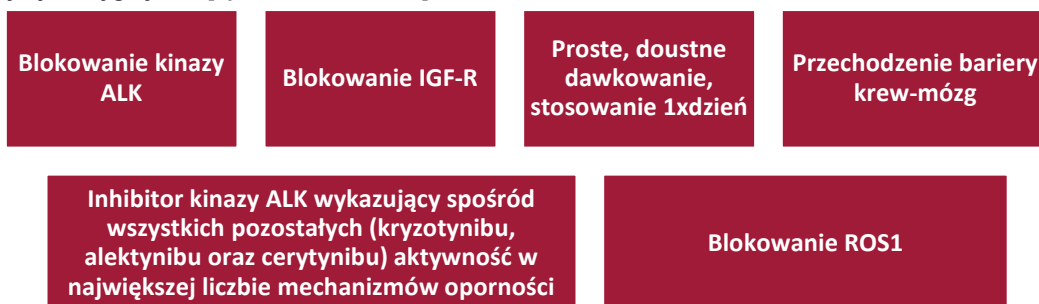 Blokowanie kinazy
ALK
Blokowanie IGF-R
Proste, doustne
dawkowanie,
stosowanie 1xdzień
Przechodzenie bariery
krew-mózg
Inhibitor kinazy ALK wykazujący spośród
wszystkich pozostałych (kryzotynibu,
alektynibu oraz cerytynibu) aktywność w
największej liczbie mechanizmów oporności
Blokowanie ROS1